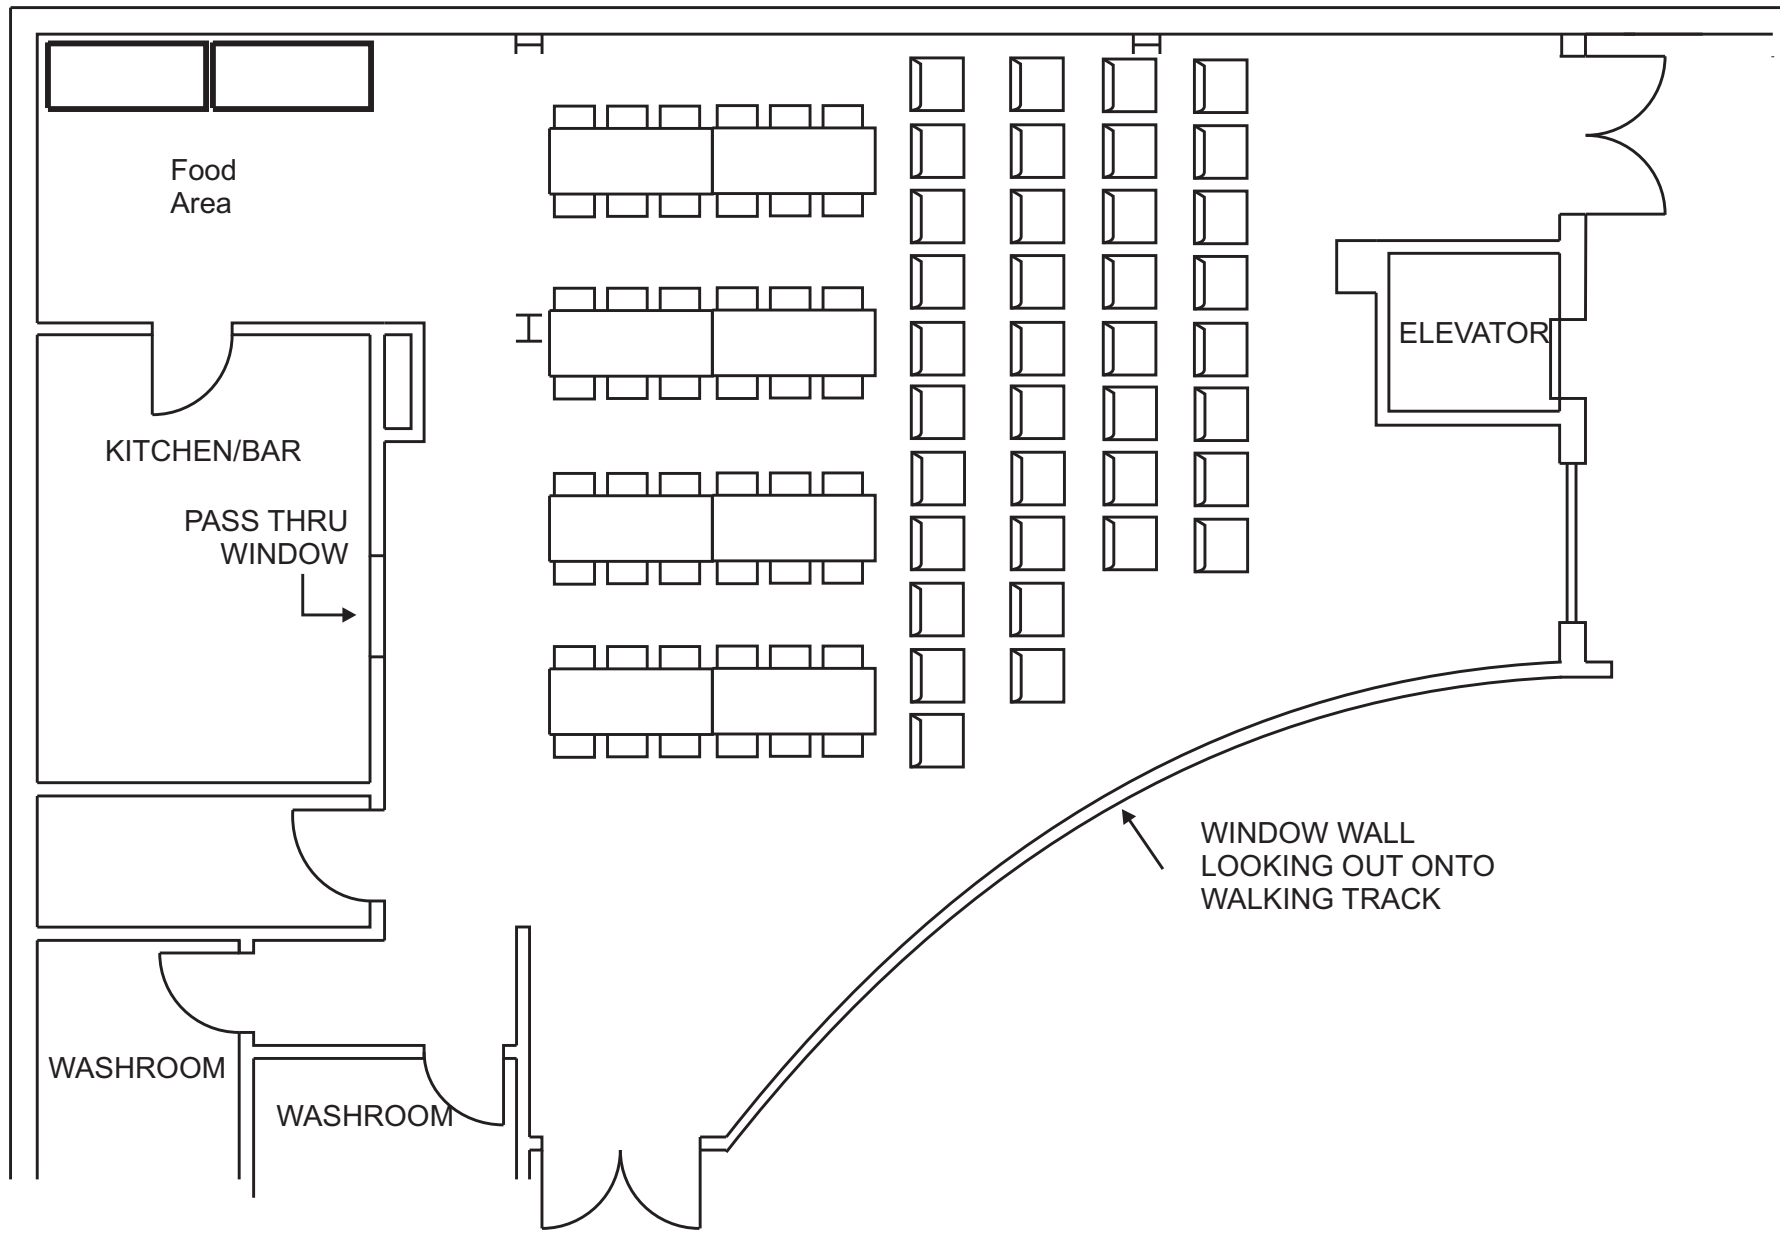 Food
Area
ELEVATOR
KITCHEN/BAR
PASS THRU
WINDOW
WINDOW WALL
LOOKING OUT ONTO
WALKING TRACK
WASHROOM
WASHROOM